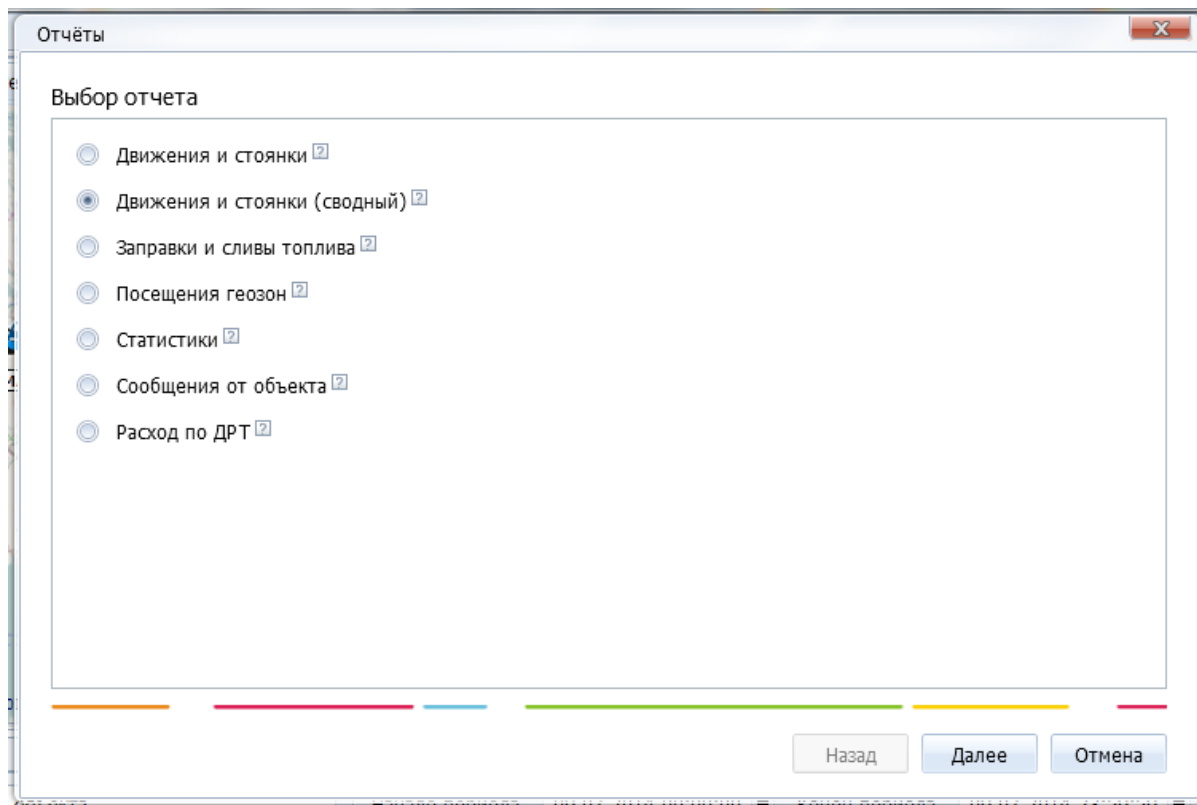 Отчёты
Выбор отчета
Движения и стоянки ?
Движения и стоянки (сводный) ?
Заправки и сливы топлива ?
Посещения геозон ?
Статистики ?
Сообщения от объекта ?
Расход по ДРТ ?
Назад Далее Отмена